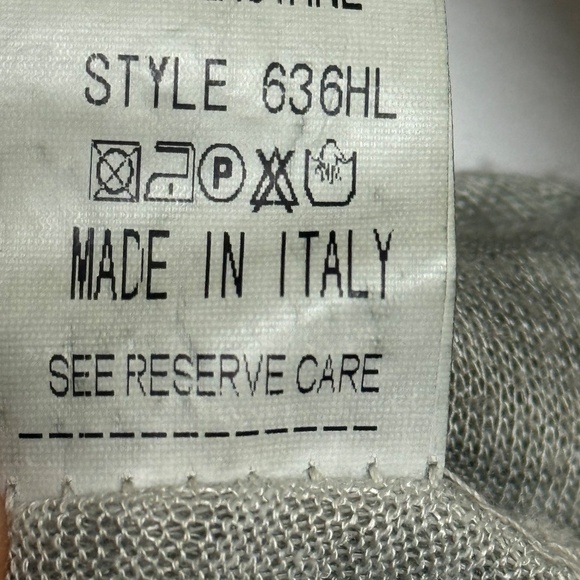 STYLE 636HL
P
MADE IN ITALY
SEE RESERVE CARE